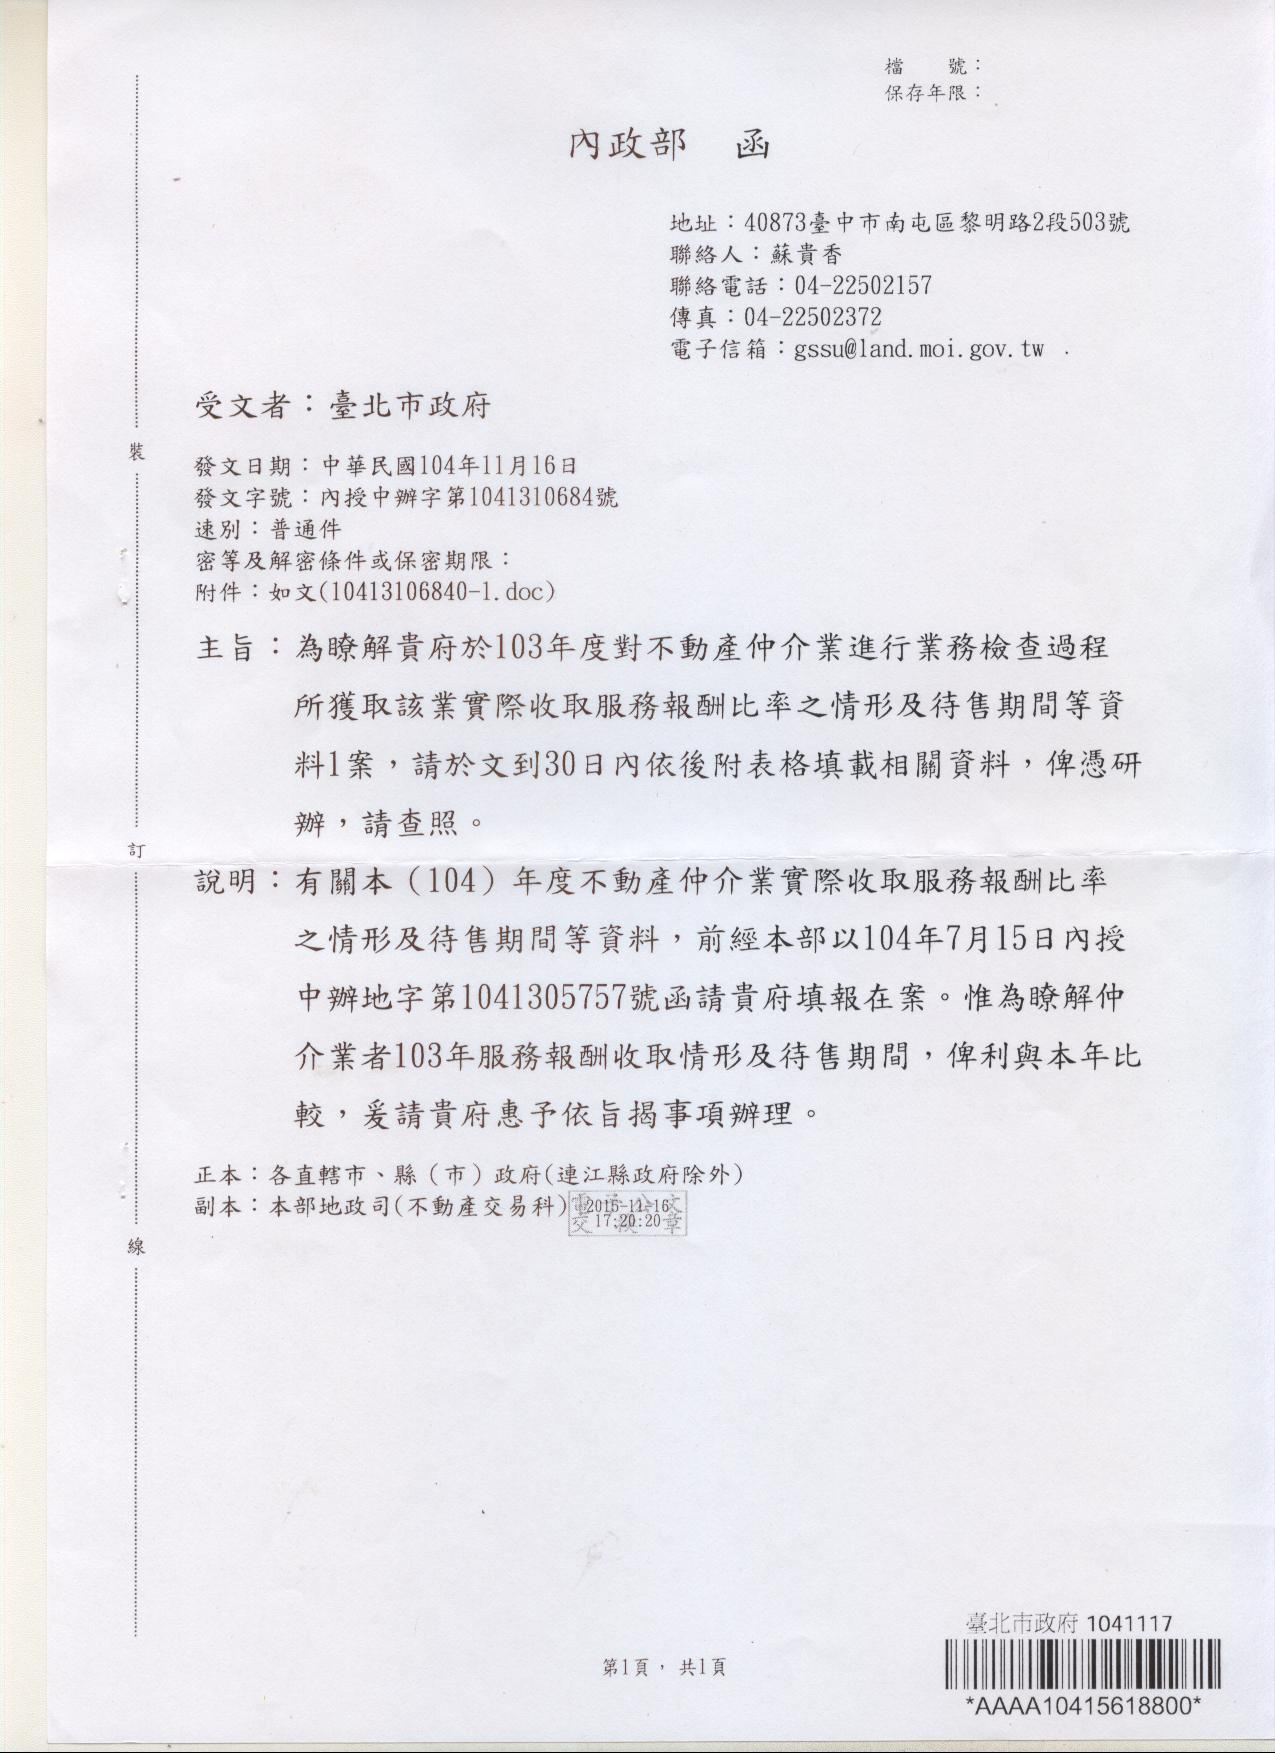 檔　　號：
保存年限：
內政部　函
地址：40873臺中市南屯區黎明路2段503號
聯絡人：蘇貴香
聯絡電話：04-22502157
傳真：04-22502372
電子信箱：gssu@land.moi.gov.tw
受文者：臺北市政府
發文日期：中華民國104年11月16日
發文字號：內授中辦字第1041310684號
速別：普通件
密等及解密條件或保密期限：
附件：如文(10413106840-1.doc)
主旨：為瞭解貴府於103年度對不動產仲介業進行業務檢查過程
所獲取該業實際收取服務報酬比率之情形及待售期間等資
料1案，請於文到30日內依後附表格填載相關資料，俾憑研
辦，請查照。
說明：有關本（104）年度不動產仲介業實際收取服務報酬比率
之情形及待售期間等資料，前經本部以104年7月15日內授
中辦地字第1041305757號函請貴府填報在案。惟為瞭解仲
介業者103年服務報酬收取情形及待售期間，俾利與本年比
較，爰請貴府惠予依旨揭事項辦理。
正本：各直轄市、縣（市）政府(連江縣政府除外)
副本：本部地政司(不動產交易科)
電子公文
2015-11-16
17:20:20
交換章
裝
訂
線
臺北市政府 1041117
*AAAA10415618800*
第1頁，共1頁